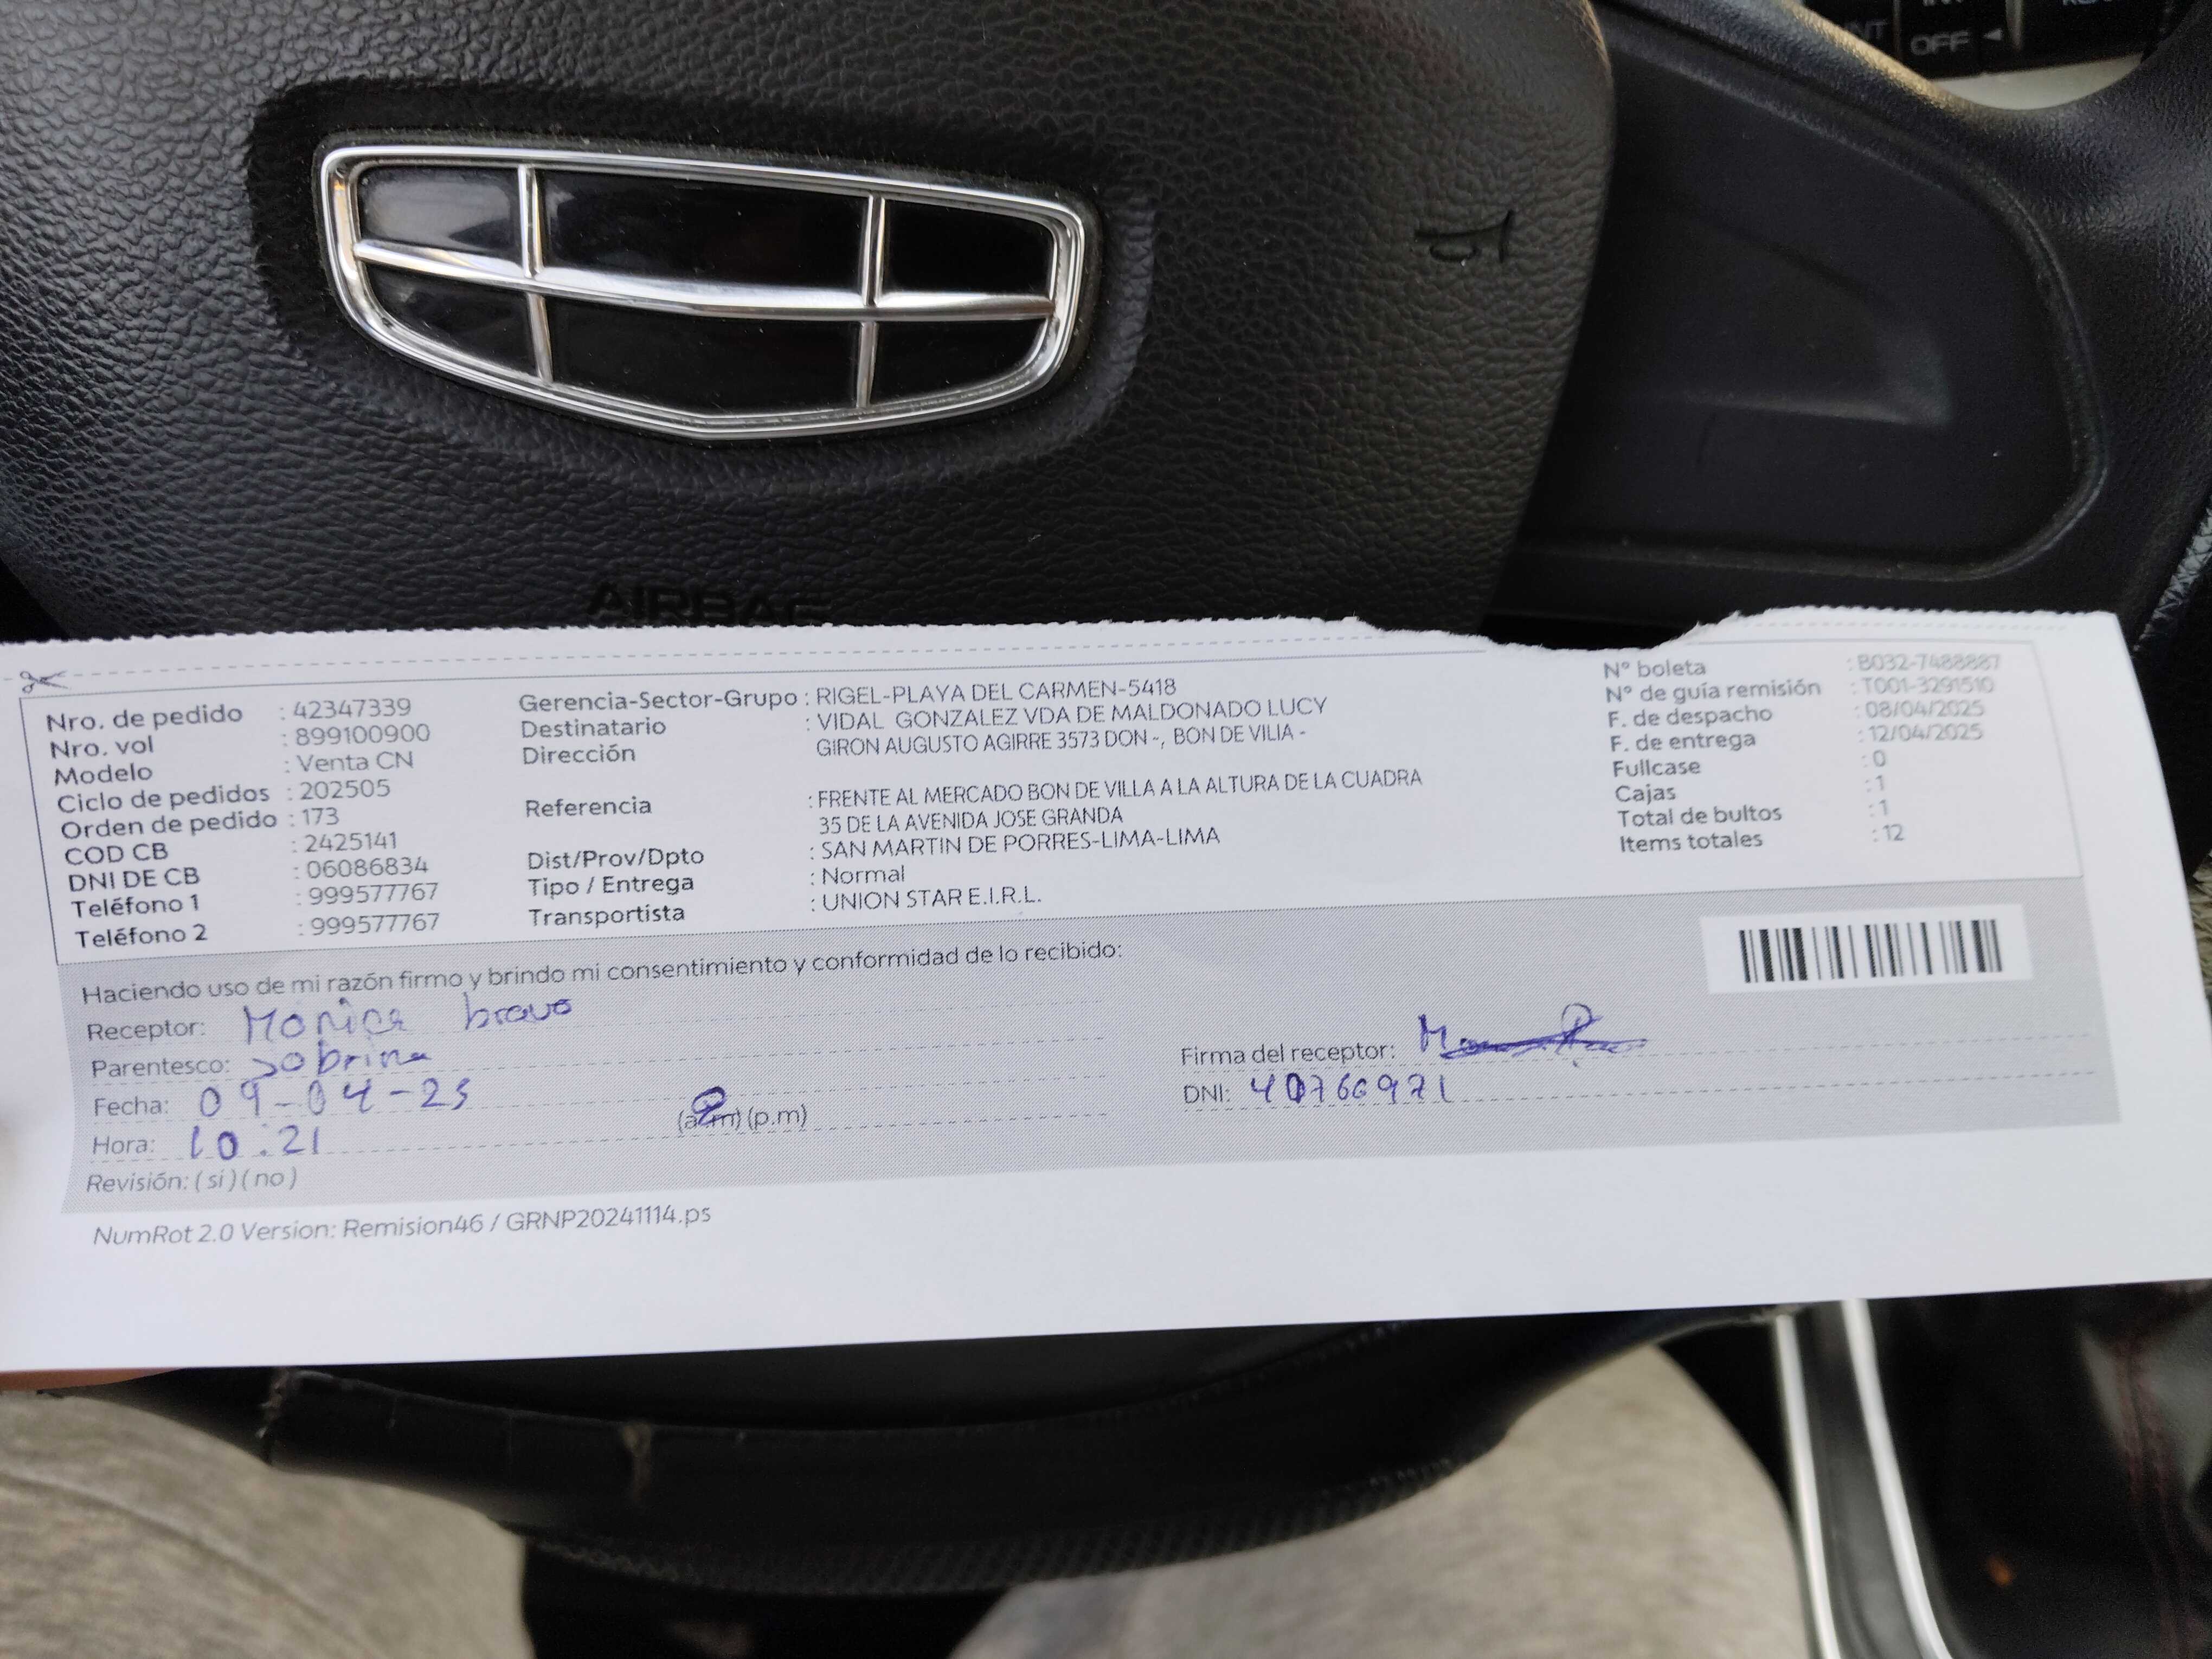 OFF
AIRBAG
Nro. de pedido : 42347339
Nro. vol : 899100900
Modelo : Venta CN
Ciclo de pedidos : 202505
Orden de pedido : 173
COD CB : 2425141
DNI DE CB : 06086834
Teléfono 1 : 999577767
Teléfono 2 : 999577767
Gerencia-Sector-Grupo : RIGEL-PLAYA DEL CARMEN-5418
Destinatario : VIDAL GONZALEZ VDA DE MALDONADO LUCY
Dirección GIRON AUGUSTO AGIRRE 3573 DON -, BON DE VILIA -
Referencia : FRENTE AL MERCADO BON DE VILLA A LA ALTURA DE LA CUADRA
35 DE LA AVENIDA JOSE GRANDA
Dist/Prov/Dpto : SAN MARTIN DE PORRES-LIMA-LIMA
Tipo / Entrega : Normal
Transportista : UNION STAR E.I.R.L.
N° boleta : B032-7488887
N° de guía remisión : T001-3291510
F. de despacho : 08/04/2025
F. de entrega : 12/04/2025
Fullcase : 0
Cajas : 1
Total de bultos : 1
Items totales : 12
Haciendo uso de mi razón firmo y brindo mi consentimiento y conformidad de lo recibido:
Receptor: Monica bravo
Parentesco: sobrina
Fecha: 09-04-25
Hora: 10:21 (a.m) (p.m)
Revisión: ( si ) ( no )
Firma del receptor:
DNI: 40766971
NumRot 2.0 Version: Remision46 / GRNP20241114.ps